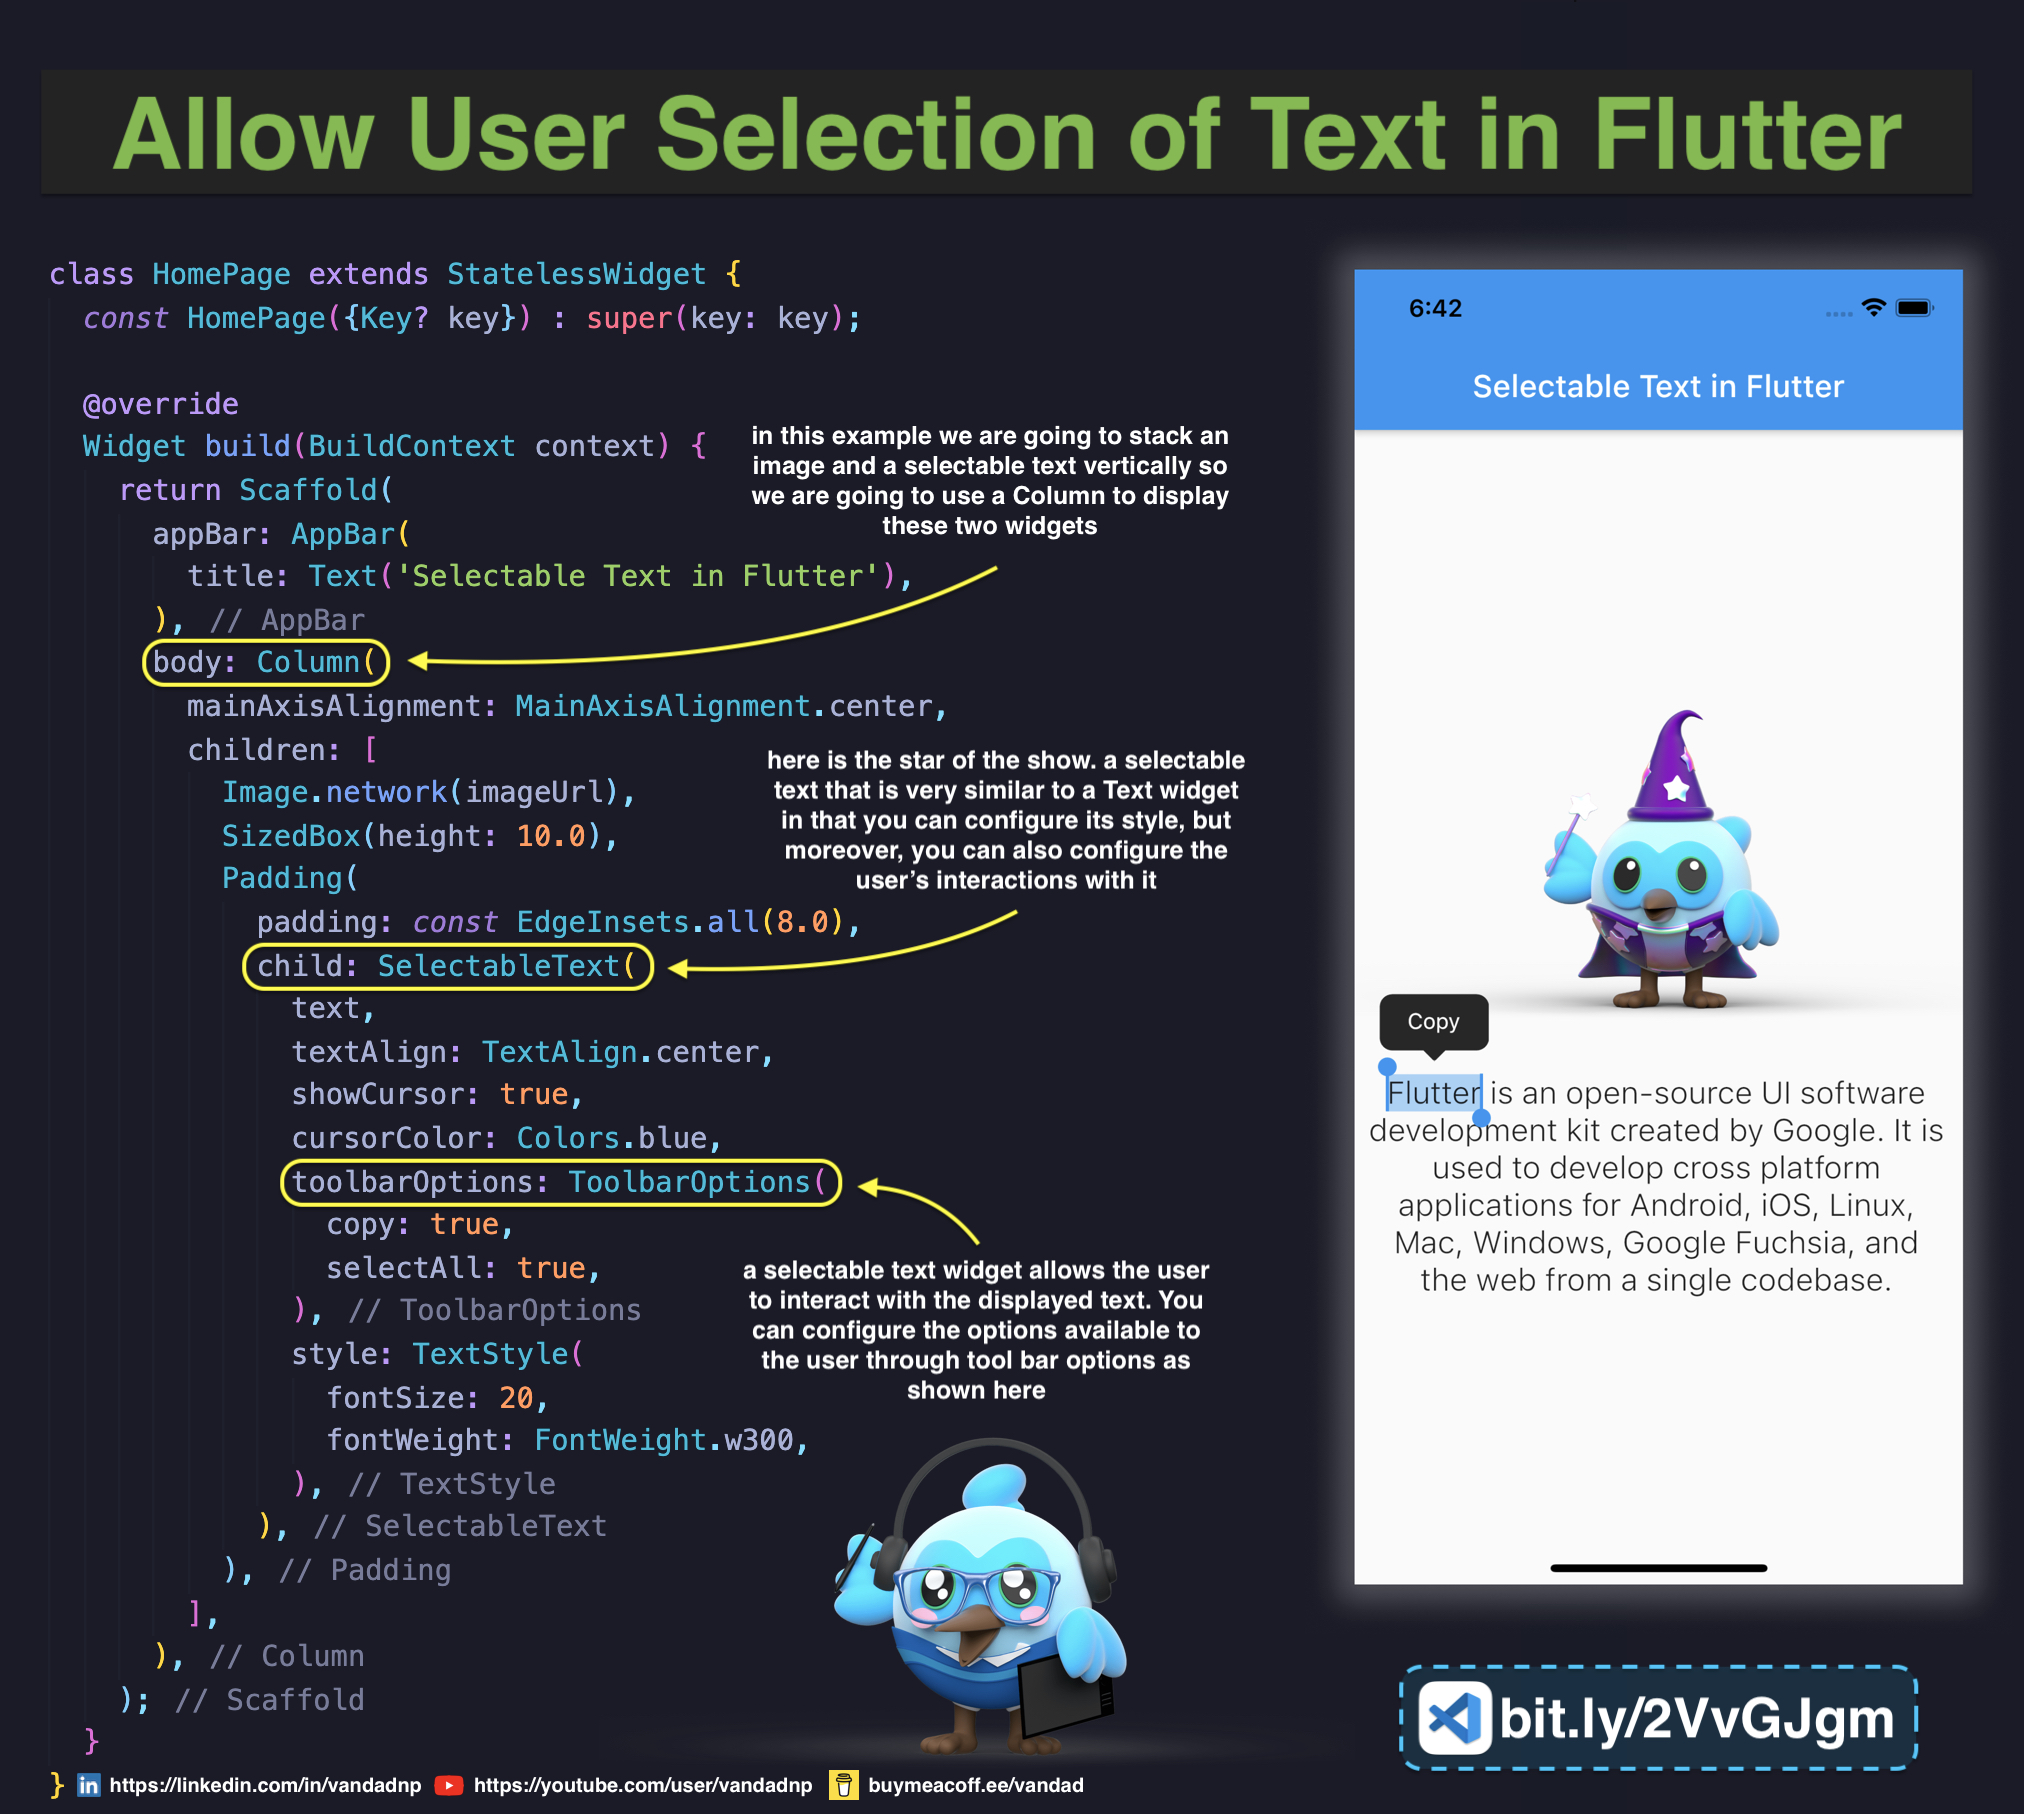 Allow User Selection of Text in Flutter
class HomePage extends StatelessWidget {
const HomePage({Key? key}) : super(key: key);
@override
Widget build(BuildContext context) {
return Scaffold(
appBar: AppBar(
title: Text('Selectable Text in Flutter'),
), // AppBar
body: Column(
mainAxisAlignment: MainAxisAlignment.center,
children: [
Image.network(imageUrl),
SizedBox(height: 10.0),
Padding(
padding: const EdgeInsets.all(8.0),
child: SelectableText(
text,
textAlign: TextAlign.center,
showCursor: true,
cursorColor: Colors.blue,
toolbarOptions: ToolbarOptions(
copy: true,
selectAll: true,
), // ToolbarOptions
style: TextStyle(
fontSize: 20,
fontWeight: FontWeight.w300,
), // TextStyle
), // SelectableText
), // Padding
],
), // Column
); // Scaffold
}
}
in this example we are going to stack an
image and a selectable text vertically so
we are going to use a Column to display
these two widgets
here is the star of the show. a selectable
text that is very similar to a Text widget
in that you can configure its style, but
moreover, you can also configure the
user's interactions with it
a selectable text widget allows the user
to interact with the displayed text. You
can configure the options available to
the user through tool bar options as
shown here
6:42
Selectable Text in Flutter
Copy
Flutter is an open-source UI software
development kit created by Google. It is
used to develop cross platform
applications for Android, iOS, Linux,
Mac, Windows, Google Fuchsia, and
the web from a single codebase.
bit.ly/2VvGJgm
in https://linkedin.com/in/vandadnp https://youtube.com/user/vandadnp buymeacoff.ee/vandad